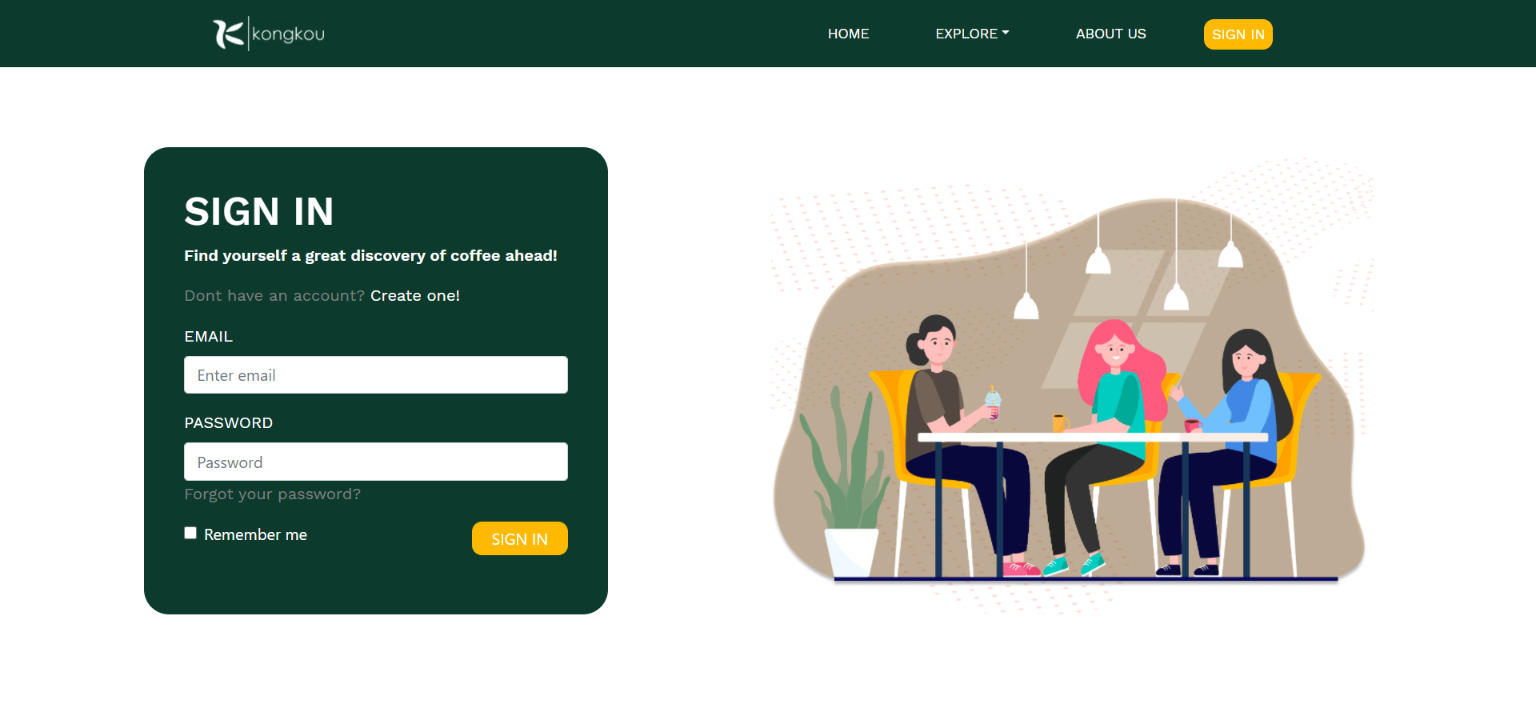 kongkou
HOME EXPLORE ABOUT US SIGN IN
SIGN IN
Find yourself a great discovery of coffee ahead!
Dont have an account? Create one!
EMAIL
Enter email
PASSWORD
Password
Forgot your password?
Remember me SIGN IN